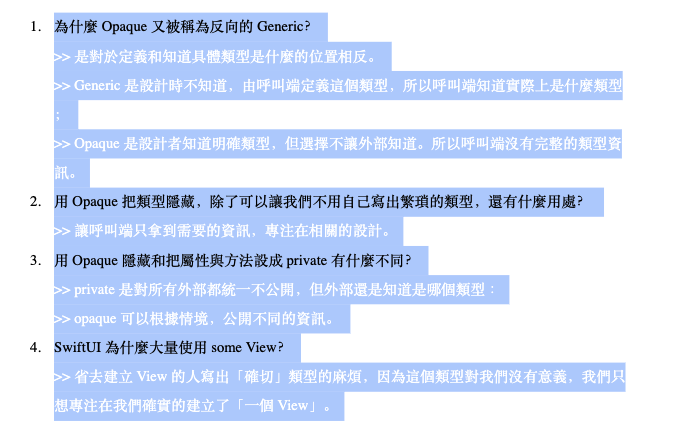 1. 為什麼 Opaque 又被稱為反向的 Generic?
>> 是對於定義和知道具體類型是什麼的位置相反。
>> Generic 是設計時不知道，由呼叫端定義這個類型，所以呼叫端知道實際上是什麼類型
；
>> Opaque 是設計者知道明確類型，但選擇不讓外部知道。所以呼叫端沒有完整的類型資
訊。
2. 用 Opaque 把類型隱藏，除了可以讓我們不用自己寫出繁瑣的類型，還有什麼用處?
>> 讓呼叫端只拿到需要的資訊，專注在相關的設計。
3. 用 Opaque 隱藏和把屬性與方法設成 private 有什麼不同?
>> private 是對所有外部都統一不公開，但外部還是知道是哪個類型：
>> opaque 可以根據情境，公開不同的資訊。
4. SwiftUI 為什麼大量使用 some View?
>> 省去建立 View 的人寫出「確切」類型的麻煩，因為這個類型對我們沒有意義，我們只
想專注在我們確實的建立了「一個 View」。